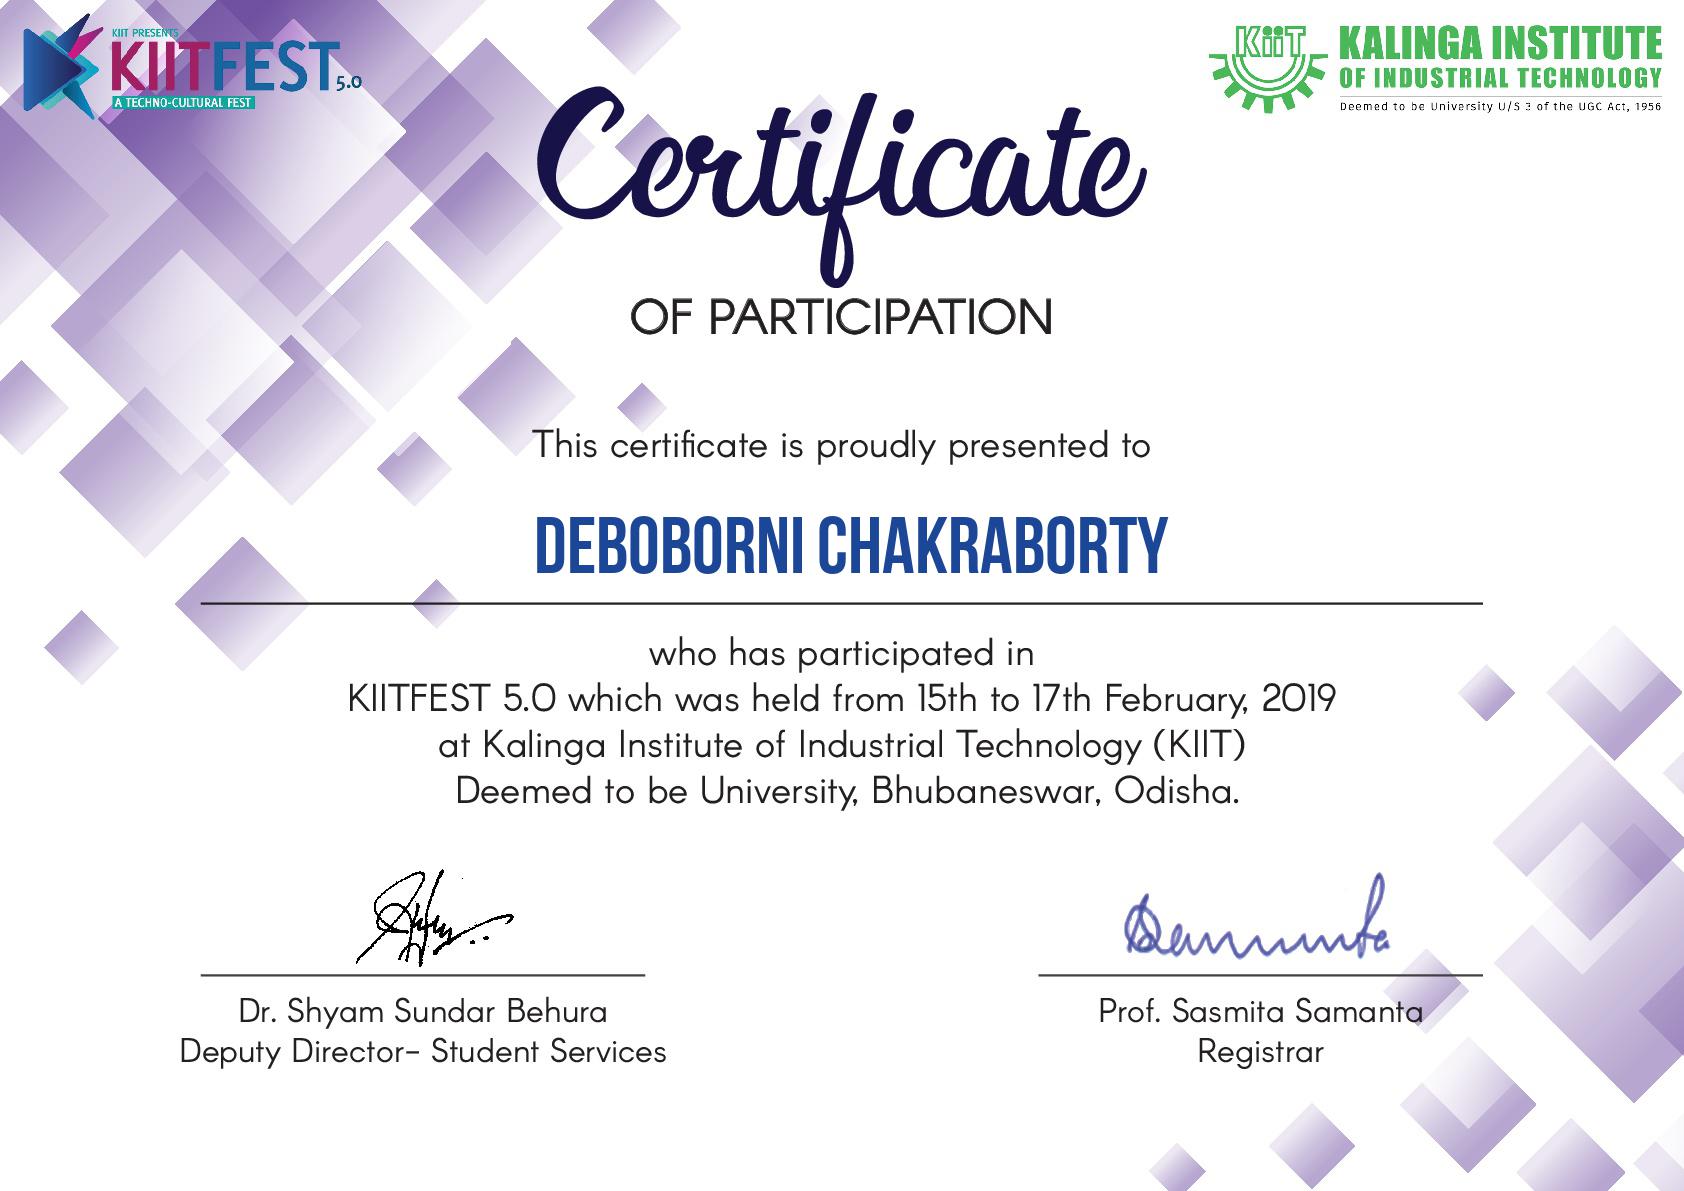 KIIT PRESENTS
KIITFEST 5.0
A TECHNO-CULTURAL FEST
KiiT
KALINGA INSTITUTE
OF INDUSTRIAL TECHNOLOGY
Deemed to be University U/S 3 of the UGC Act, 1956
Certificate
OF PARTICIPATION
This certificate is proudly presented to
DEBOBORNI CHAKRABORTY
who has participated in
KIITFEST 5.0 which was held from 15th to 17th February, 2019
at Kalinga Institute of Industrial Technology (KIIT)
Deemed to be University, Bhubaneswar, Odisha.
Dr. Shyam Sundar Behura
Deputy Director- Student Services
Prof. Sasmita Samanta
Registrar